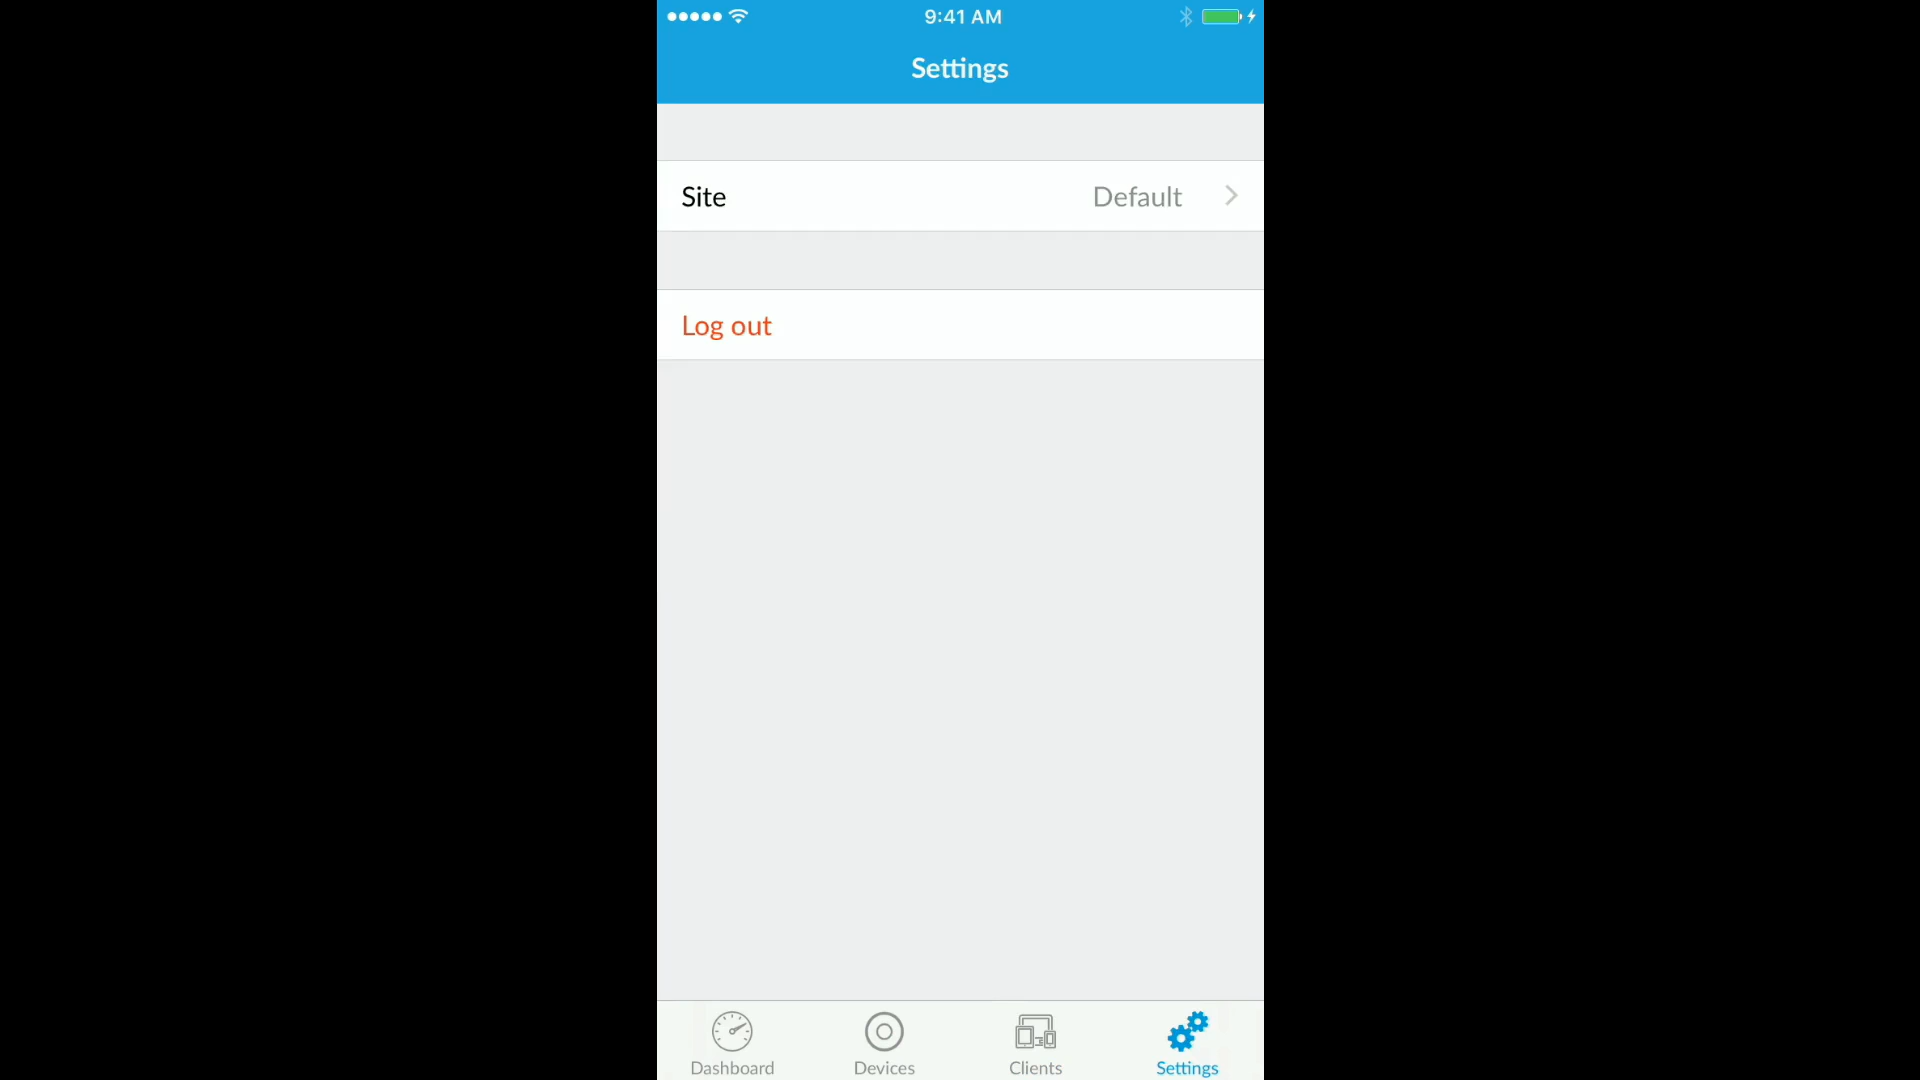 9:41 AM
Settings
Site Default
Log out
Dashboard Devices Clients Settings